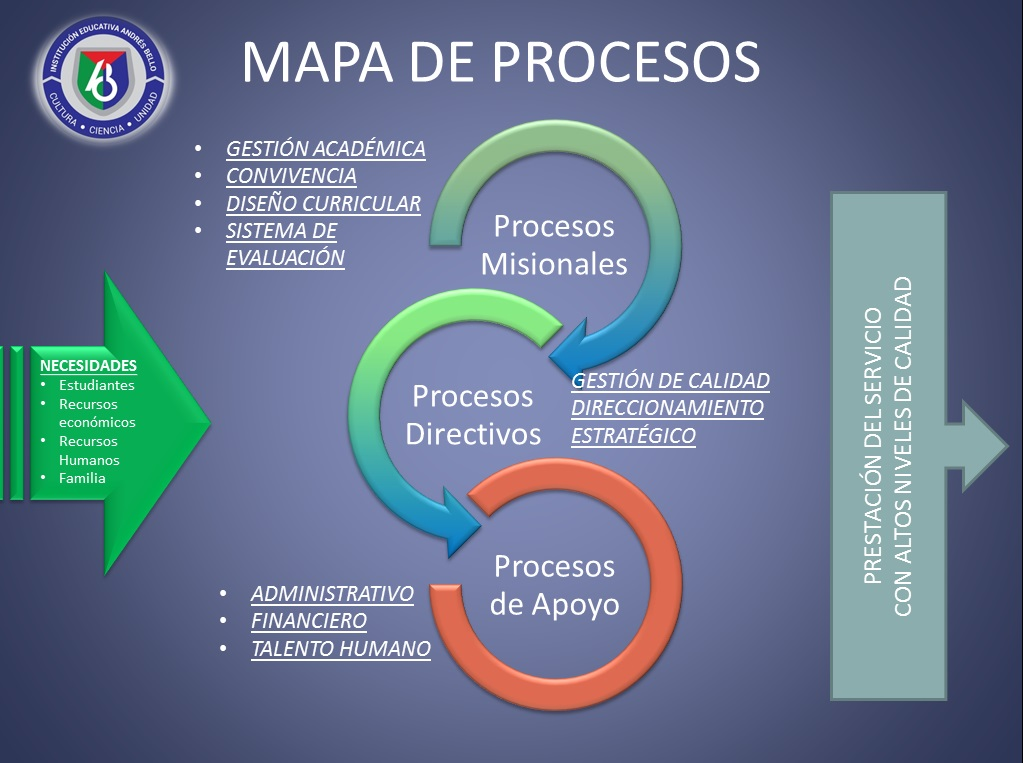 INSTITUCIÓN EDUCATIVA ANDRÉS BELLO
AB
CULTURA • CIENCIA • UNIDAD
MAPA DE PROCESOS
• GESTIÓN ACADÉMICA
• CONVIVENCIA
• DISEÑO CURRICULAR
• SISTEMA DE
EVALUACIÓN
Procesos
Misionales
NECESIDADES
• Estudiantes
• Recursos
económicos
• Recursos
Humanos
• Familia
Procesos
Directivos
GESTIÓN DE CALIDAD
DIRECCIONAMIENTO
ESTRATÉGICO
Procesos
de Apoyo
• ADMINISTRATIVO
• FINANCIERO
• TALENTO HUMANO
PRESTACIÓN DEL SERVICIO
CON ALTOS NIVELES DE CALIDAD